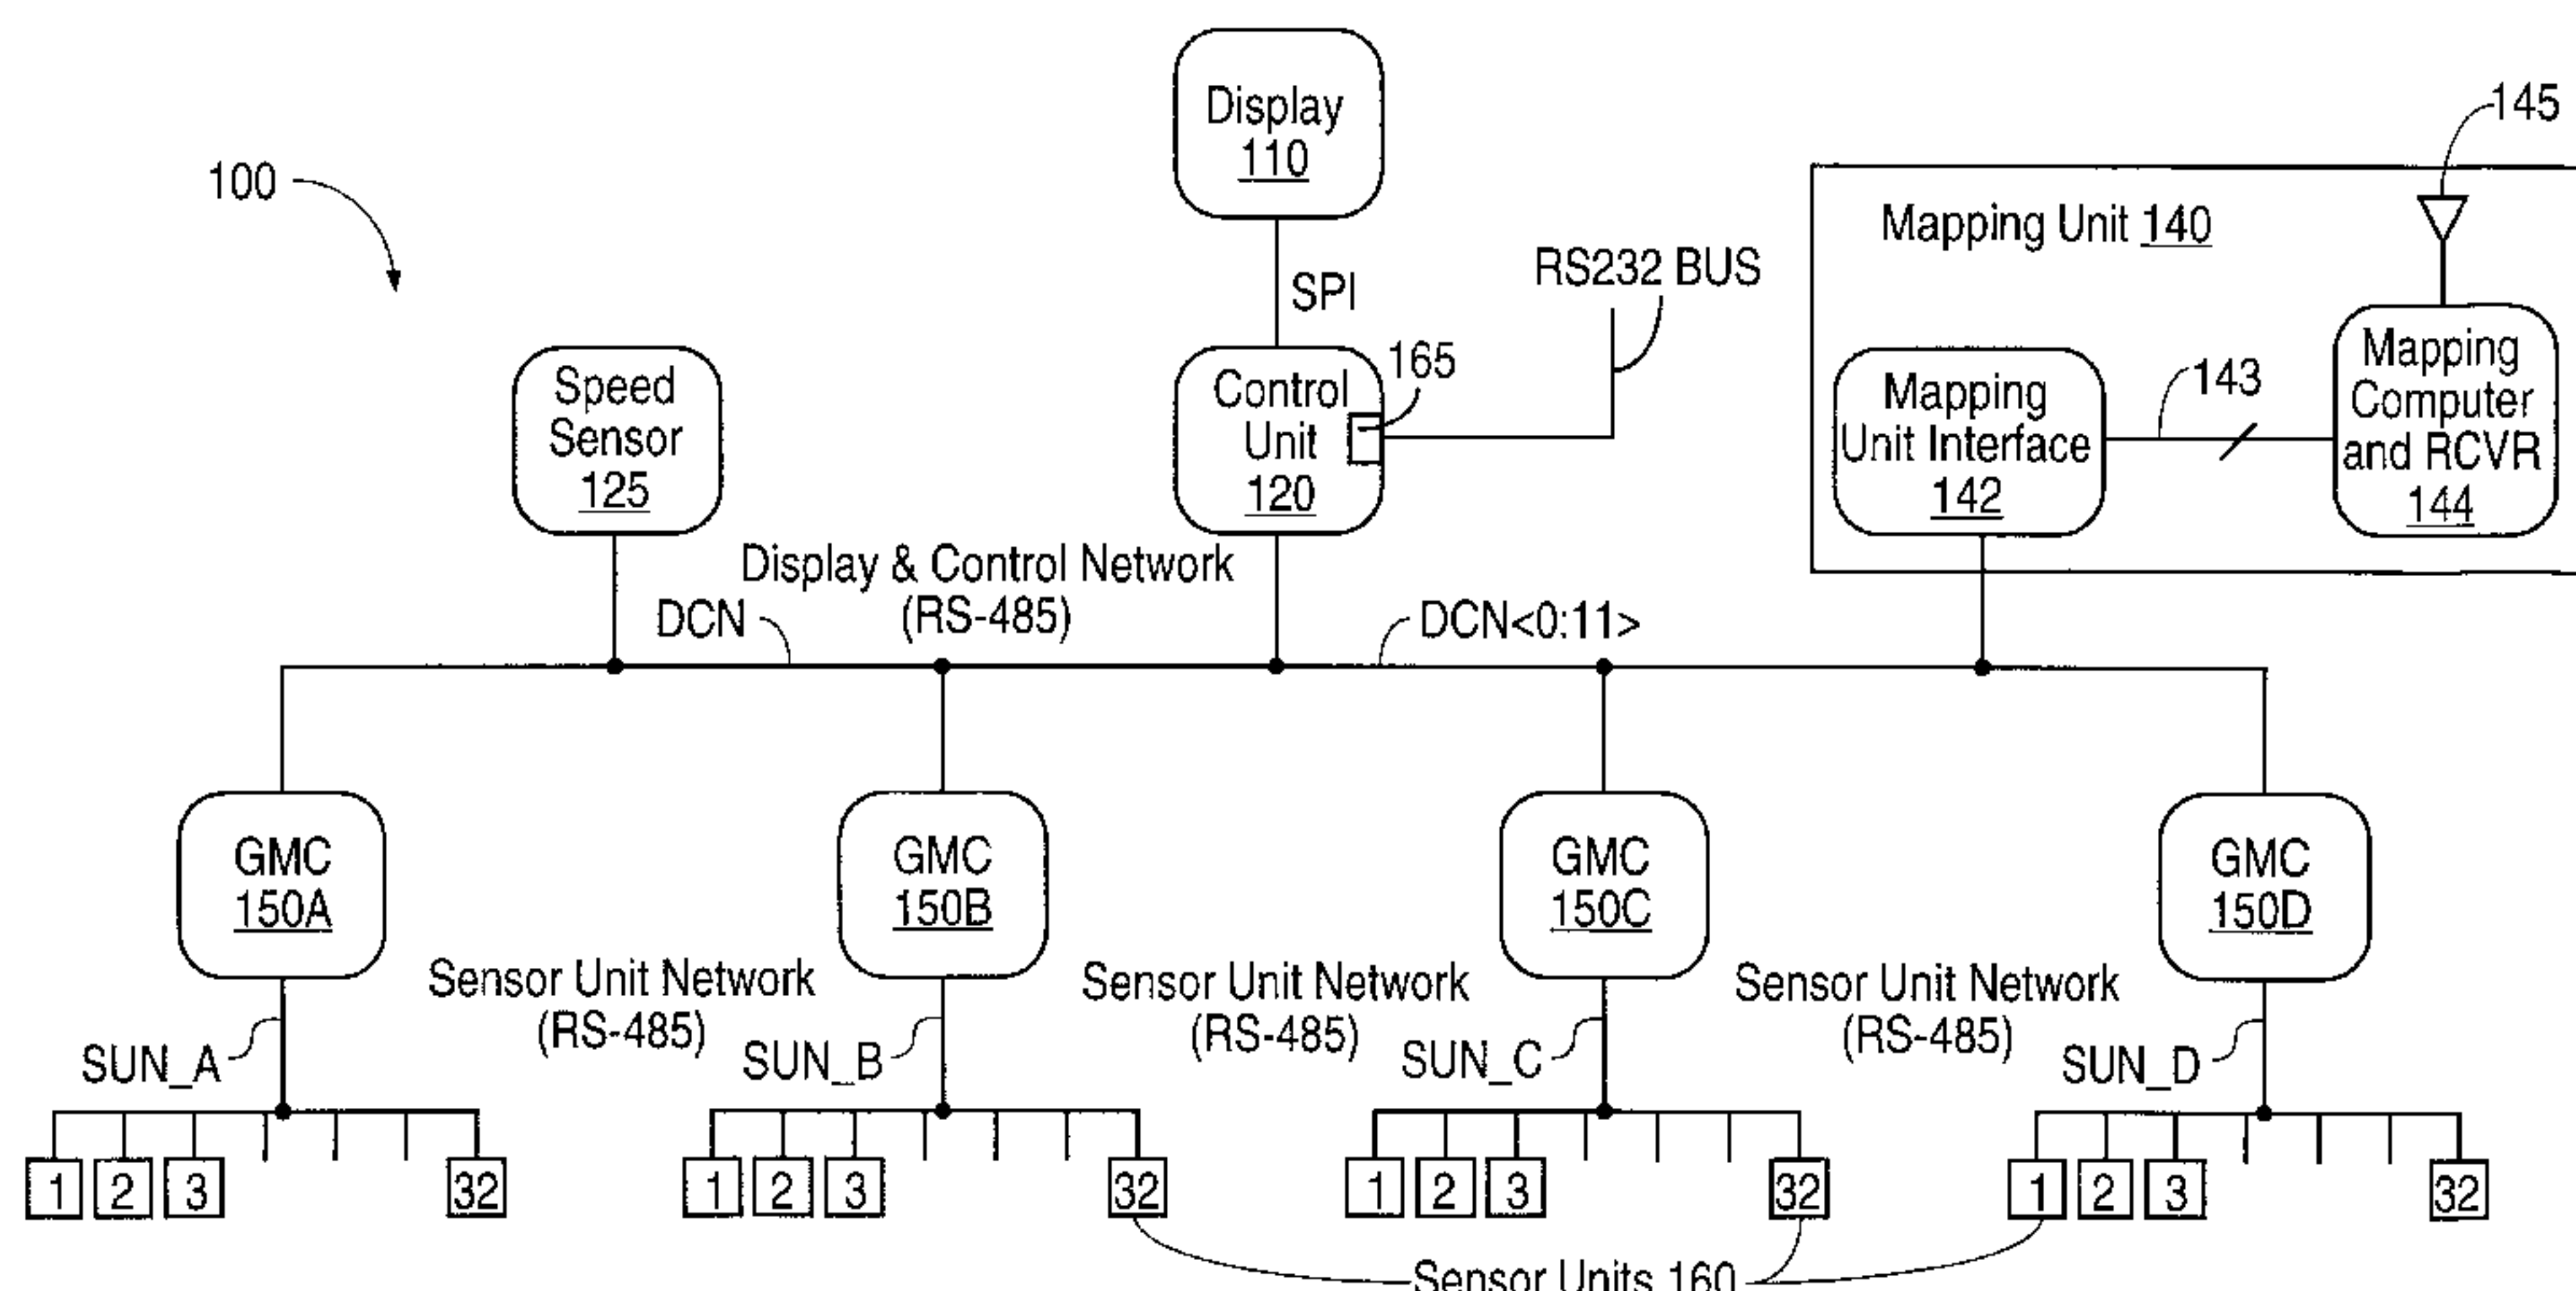 Display
110
145
100
Mapping Unit 140
RS232 BUS
SPI
165
Speed
Sensor
125
Control
Unit
120
Mapping
Unit Interface
142
143
Mapping
Computer
and RCVR
144
Display & Control Network
(RS-485)
DCN
DCN<0:11>
GMC
150A
GMC
150B
GMC
150C
GMC
150D
Sensor Unit Network
(RS-485)
Sensor Unit Network
(RS-485)
Sensor Unit Network
(RS-485)
SUN_A
SUN_B
SUN_C
SUN_D
1 2 3 32
1 2 3 32
1 2 3 32
1 2 3 32
Sensor Units 160